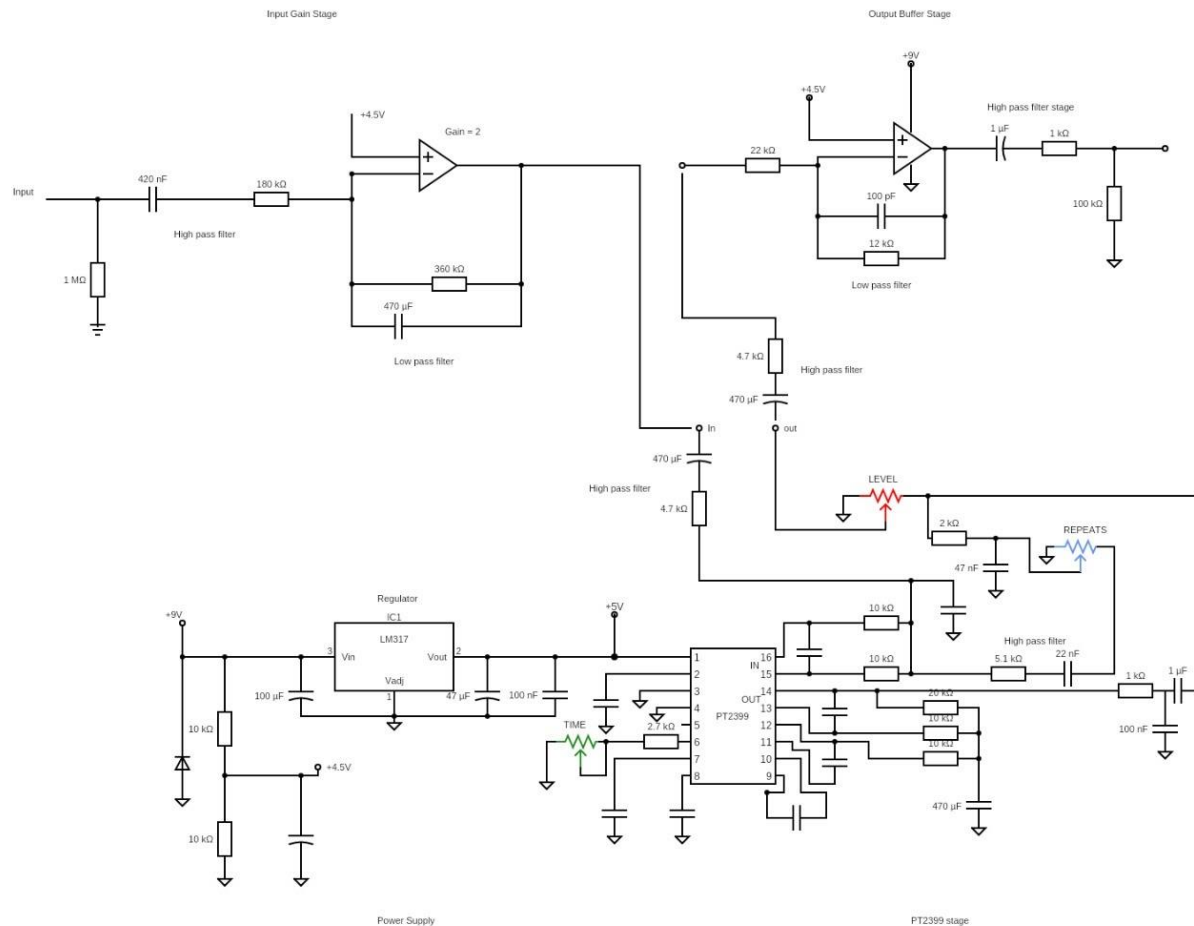 Input Gain Stage
Output Buffer Stage
+9V
+4.5V
High pass filter stage
1 µF
1 kΩ
+4.5V
Gain = 2
22 kΩ
100 kΩ
100 pF
12 kΩ
Low pass filter
Input
420 nF
180 kΩ
High pass filter
1 MΩ
360 kΩ
470 µF
Low pass filter
4.7 kΩ
High pass filter
470 µF
In
out
470 µF
High pass filter
4.7 kΩ
LEVEL
2 kΩ
REPEATS
47 nF
Regulator
IC1
+9V
LM317
3
Vin
Vout
2
Vadj
1
+5V
100 µF
47 µF
100 nF
10 kΩ
+4.5V
10 kΩ
TIME
2.7 kΩ
1
2
3
4
5
6
7
8
16
15
14
13
12
11
10
9
IN
OUT
PT2399
10 kΩ
10 kΩ
High pass filter
5.1 kΩ
22 nF
1 kΩ
1 µF
100 nF
20 kΩ
10 kΩ
10 kΩ
470 µF
Power Supply
PT2399 stage